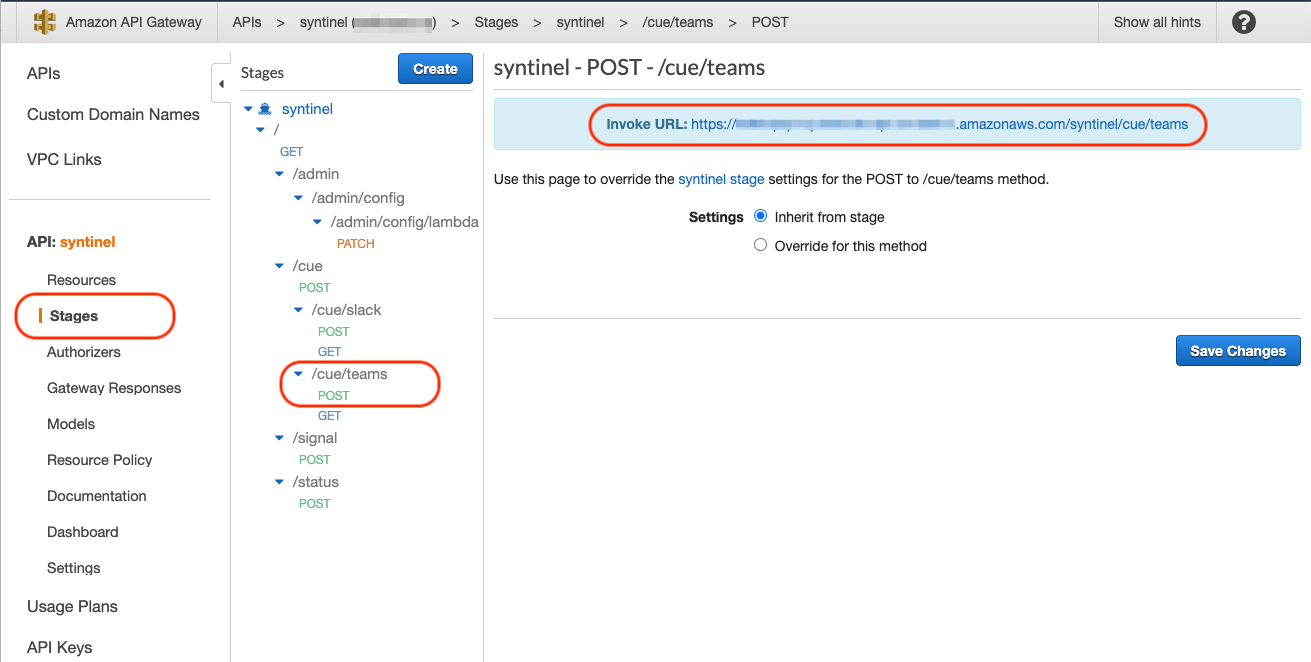 Amazon API Gateway
APIs > syntinel ( ) > Stages > syntinel > /cue/teams > POST
Show all hints
?
APIs
Custom Domain Names
VPC Links
API: syntinel
Resources
Stages
Authorizers
Gateway Responses
Models
Resource Policy
Documentation
Dashboard
Settings
Usage Plans
API Keys
Stages
Create
syntinel
/
GET
/admin
/admin/config
/admin/config/lambda
PATCH
/cue
POST
/cue/slack
POST
GET
/cue/teams
POST
GET
/signal
POST
/status
POST
syntinel - POST - /cue/teams
Invoke URL: https:// .amazonaws.com/syntinel/cue/teams
Use this page to override the syntinel stage settings for the POST to /cue/teams method.
Settings Inherit from stage
Override for this method
Save Changes